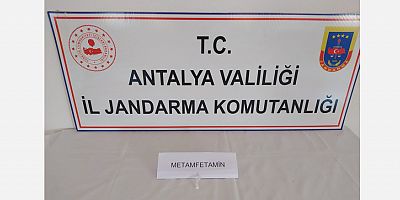 T.C.
ANTALYA VALİLİĞİ
İL JANDARMA KOMUTANLIĞI
METAMFETAMİN